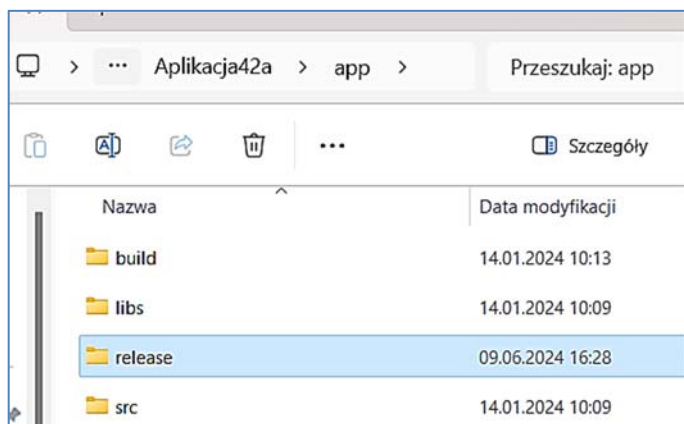 > ... Aplikacja42a > app > Przeszukaj: app
A ... Szczegóły
Nazwa Data modyfikacji
build 14.01.2024 10:13
libs 14.01.2024 10:09
release 09.06.2024 16:28
src 14.01.2024 10:09